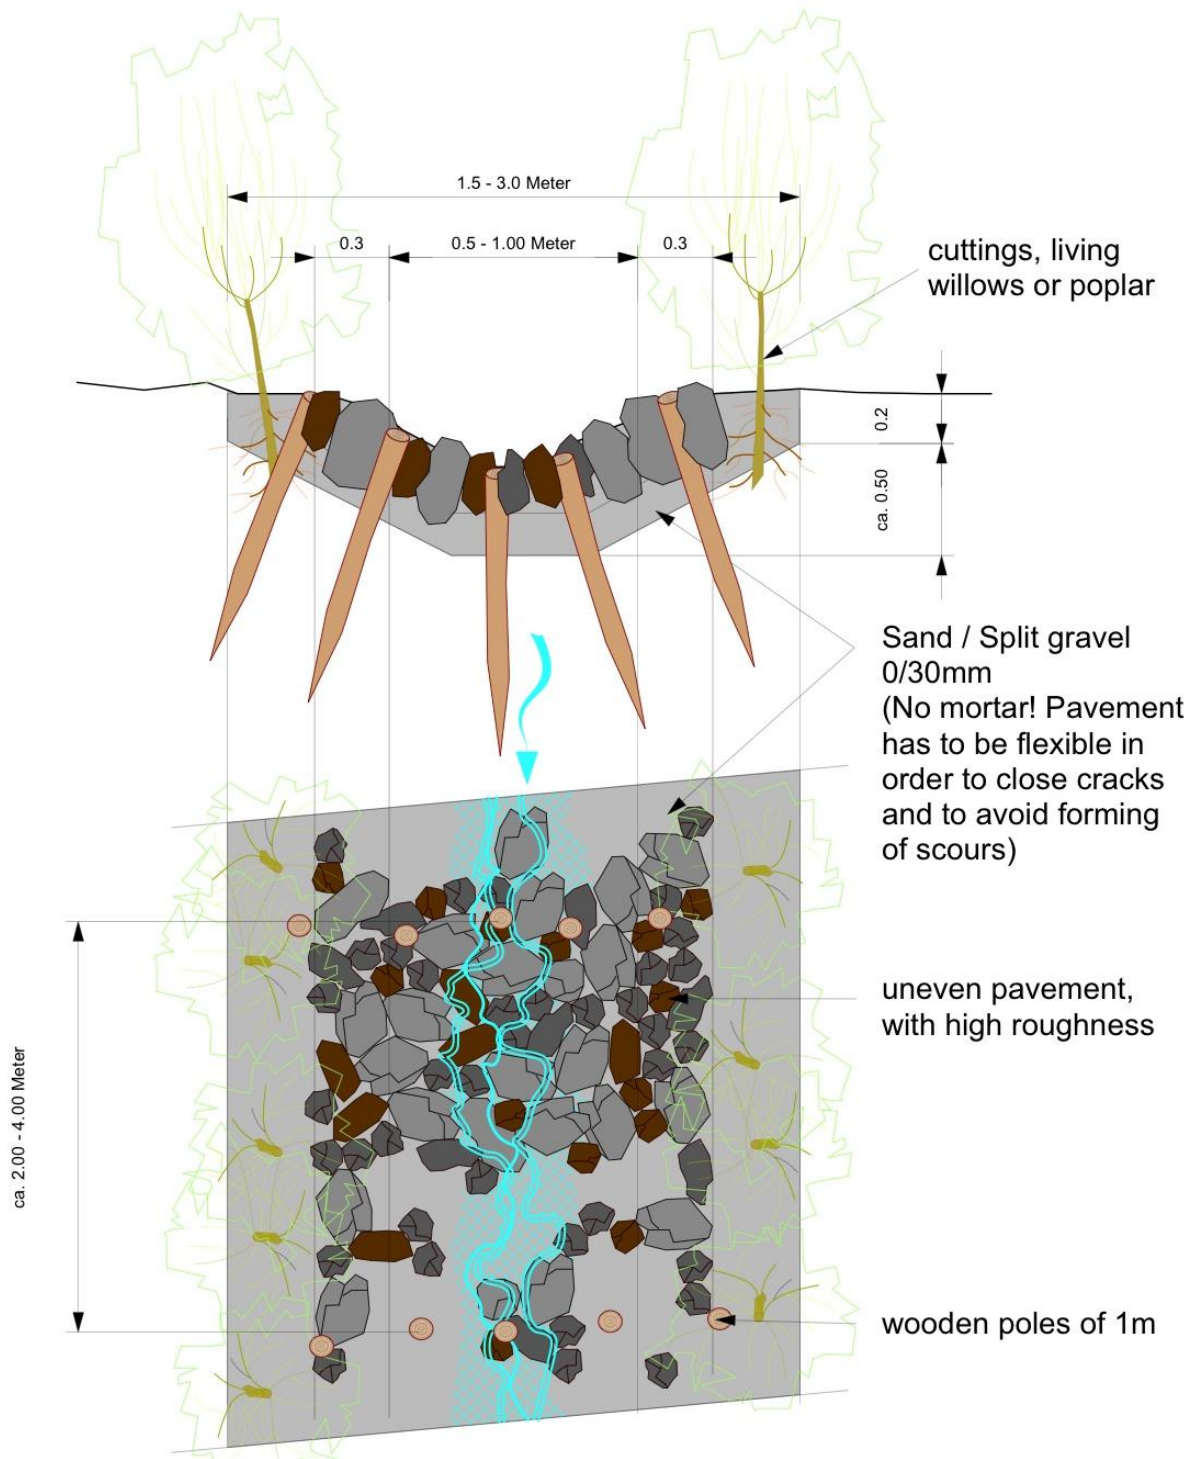 1.5 - 3.0 Meter
0.3
0.5 - 1.00 Meter
0.3
cuttings, living
willows or poplar
0.2
ca. 0.50
Sand / Split gravel
0/30mm
(No mortar! Pavement
has to be flexible in
order to close cracks
and to avoid forming
of scours)
uneven pavement,
with high roughness
ca. 2.00 - 4.00 Meter
wooden poles of 1m